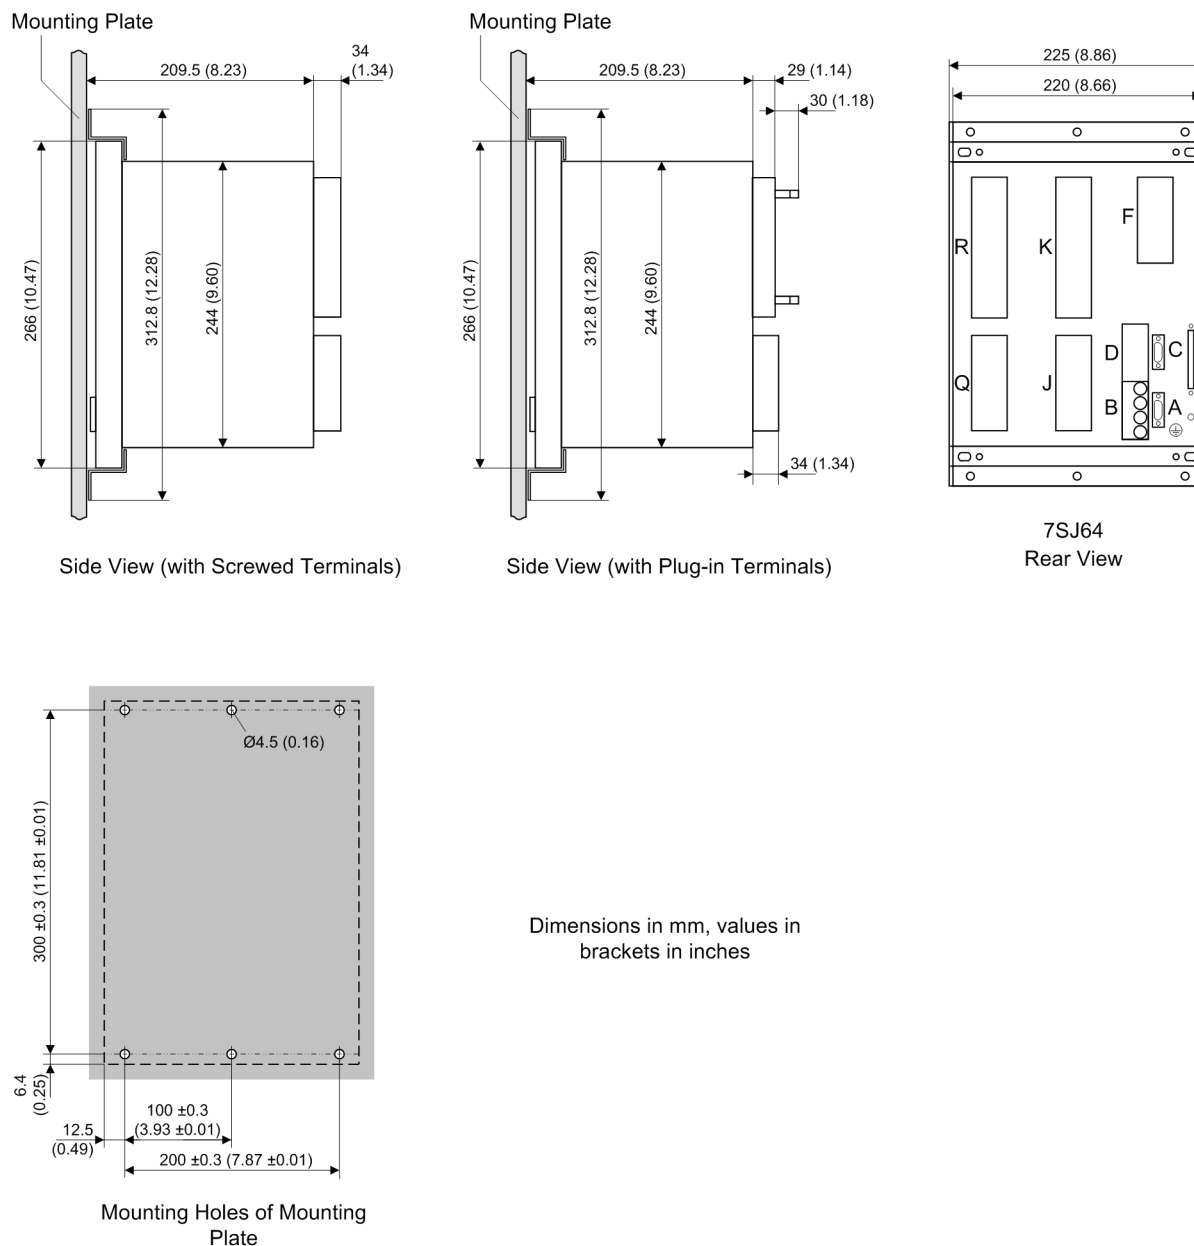 Mounting Plate
34
(1.34)
209.5 (8.23)
266 (10.47)
312.8 (12.28)
244 (9.60)
Side View (with Screwed Terminals)
Mounting Plate
209.5 (8.23)
29 (1.14)
30 (1.18)
266 (10.47)
312.8 (12.28)
244 (9.60)
34 (1.34)
Side View (with Plug-in Terminals)
225 (8.86)
220 (8.66)
R
K
F
Q
J
D
C
B
A
7SJ64
Rear View
Ø4.5 (0.16)
300 ±0.3 (11.81 ±0.01)
6.4
(0.25)
12.5
(0.49)
100 ±0.3
(3.93 ±0.01)
200 ±0.3 (7.87 ±0.01)
Mounting Holes of Mounting
Plate
Dimensions in mm, values in
brackets in inches